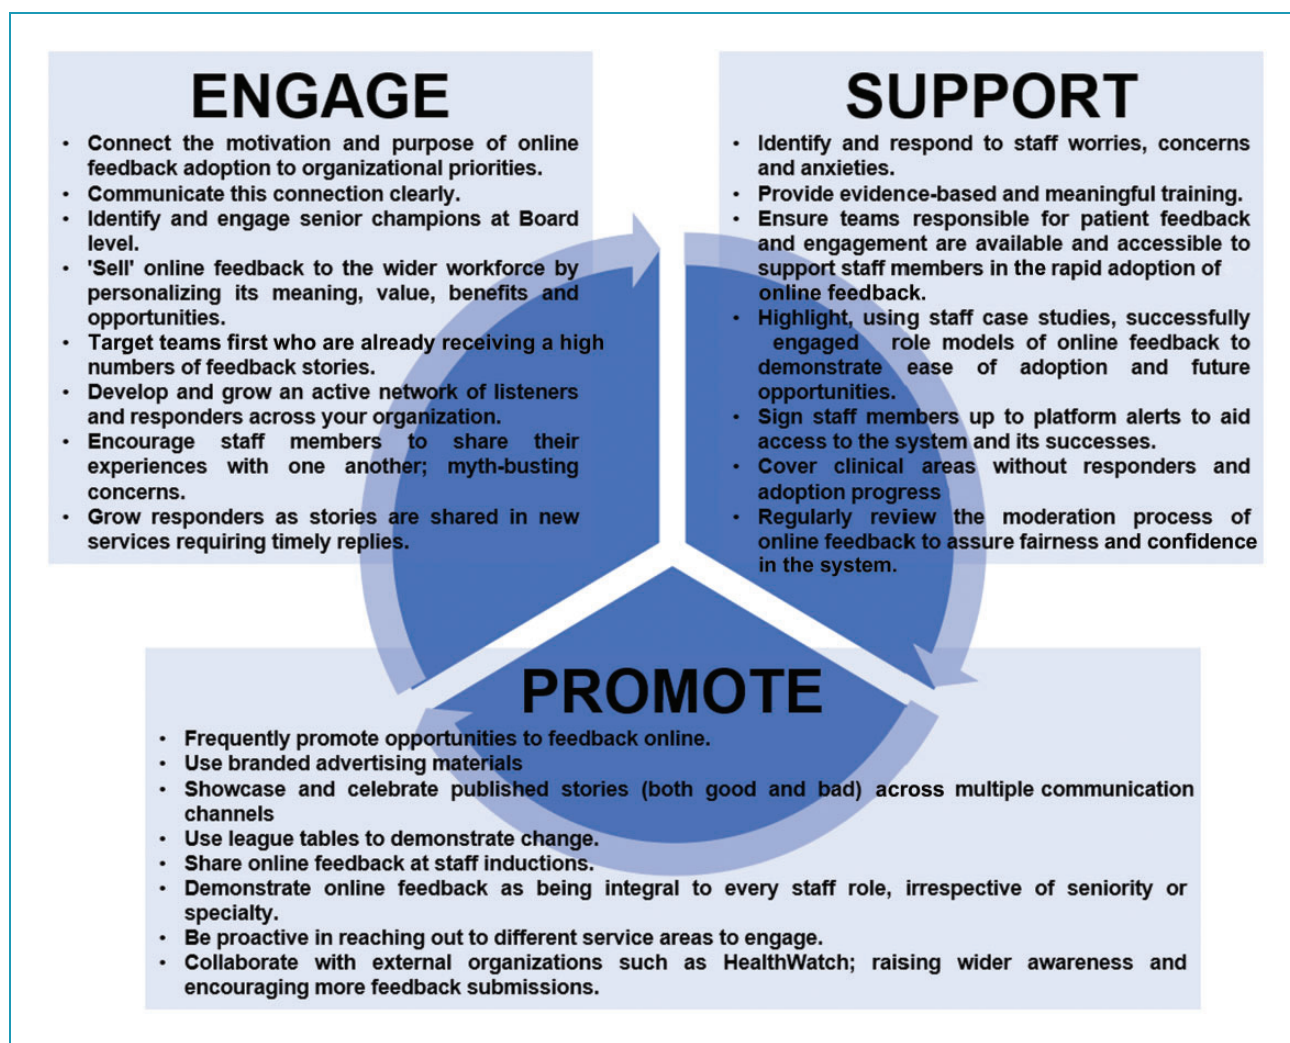 ENGAGE
• Connect the motivation and purpose of online
feedback adoption to organizational priorities.
• Communicate this connection clearly.
• Identify and engage senior champions at Board
level.
• 'Sell' online feedback to the wider workforce by
personalizing its meaning, value, benefits and
opportunities.
• Target teams first who are already receiving a high
numbers of feedback stories.
• Develop and grow an active network of listeners
and responders across your organization.
• Encourage staff members to share their
experiences with one another; myth-busting
concerns.
• Grow responders as stories are shared in new
services requiring timely replies.
SUPPORT
• Identify and respond to staff worries, concerns
and anxieties.
• Provide evidence-based and meaningful training.
• Ensure teams responsible for patient feedback
and engagement are available and accessible to
support staff members in the rapid adoption of
online feedback.
• Highlight, using staff case studies, successfully
engaged role models of online feedback to
demonstrate ease of adoption and future
opportunities.
• Sign staff members up to platform alerts to aid
access to the system and its successes.
• Cover clinical areas without responders and
adoption progress
• Regularly review the moderation process of
online feedback to assure fairness and confidence
in the system.
PROMOTE
• Frequently promote opportunities to feedback online.
• Use branded advertising materials
• Showcase and celebrate published stories (both good and bad) across multiple communication
channels
• Use league tables to demonstrate change.
• Share online feedback at staff inductions.
• Demonstrate online feedback as being integral to every staff role, irrespective of seniority or
specialty.
• Be proactive in reaching out to different service areas to engage.
• Collaborate with external organizations such as HealthWatch; raising wider awareness and
encouraging more feedback submissions.